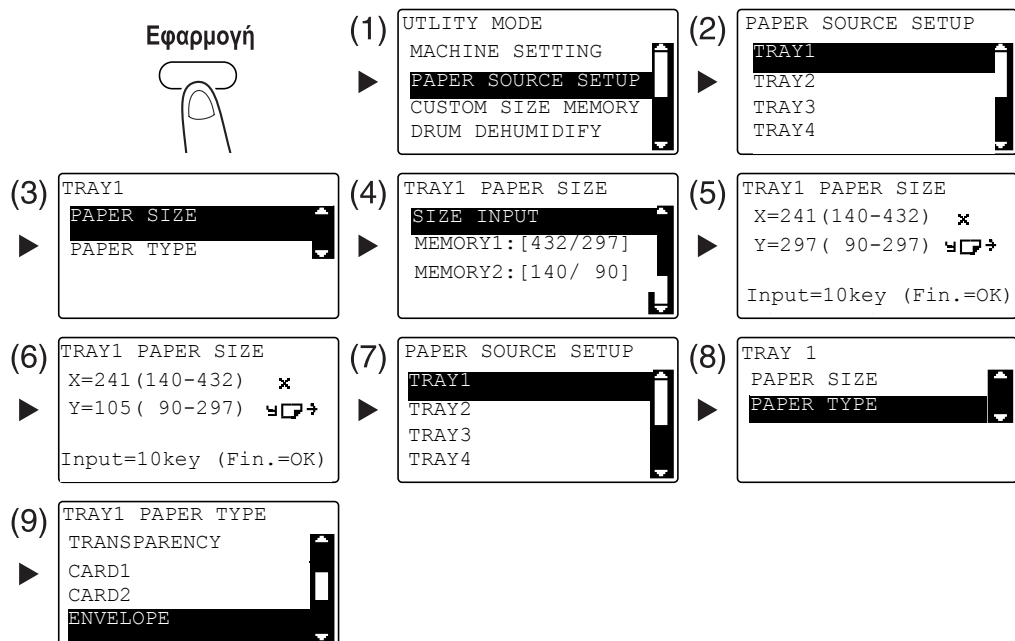 Εφαρμογή
(1)
UTLITY MODE
MACHINE SETTING
PAPER SOURCE SETUP
CUSTOM SIZE MEMORY
DRUM DEHUMIDIFY
(2)
PAPER SOURCE SETUP
TRAY1
TRAY2
TRAY3
TRAY4
(3)
TRAY1
PAPER SIZE
PAPER TYPE
(4)
TRAY1 PAPER SIZE
SIZE INPUT
MEMORY1:[432/297]
MEMORY2:[140/ 90]
(5)
TRAY1 PAPER SIZE
X=241(140-432) x
Y=297( 90-297) y
Input=10key (Fin.=OK)
(6)
TRAY1 PAPER SIZE
X=241(140-432) x
Y=105( 90-297) y
Input=10key (Fin.=OK)
(7)
PAPER SOURCE SETUP
TRAY1
TRAY2
TRAY3
TRAY4
(8)
TRAY 1
PAPER SIZE
PAPER TYPE
(9)
TRAY1 PAPER TYPE
TRANSPARENCY
CARD1
CARD2
ENVELOPE